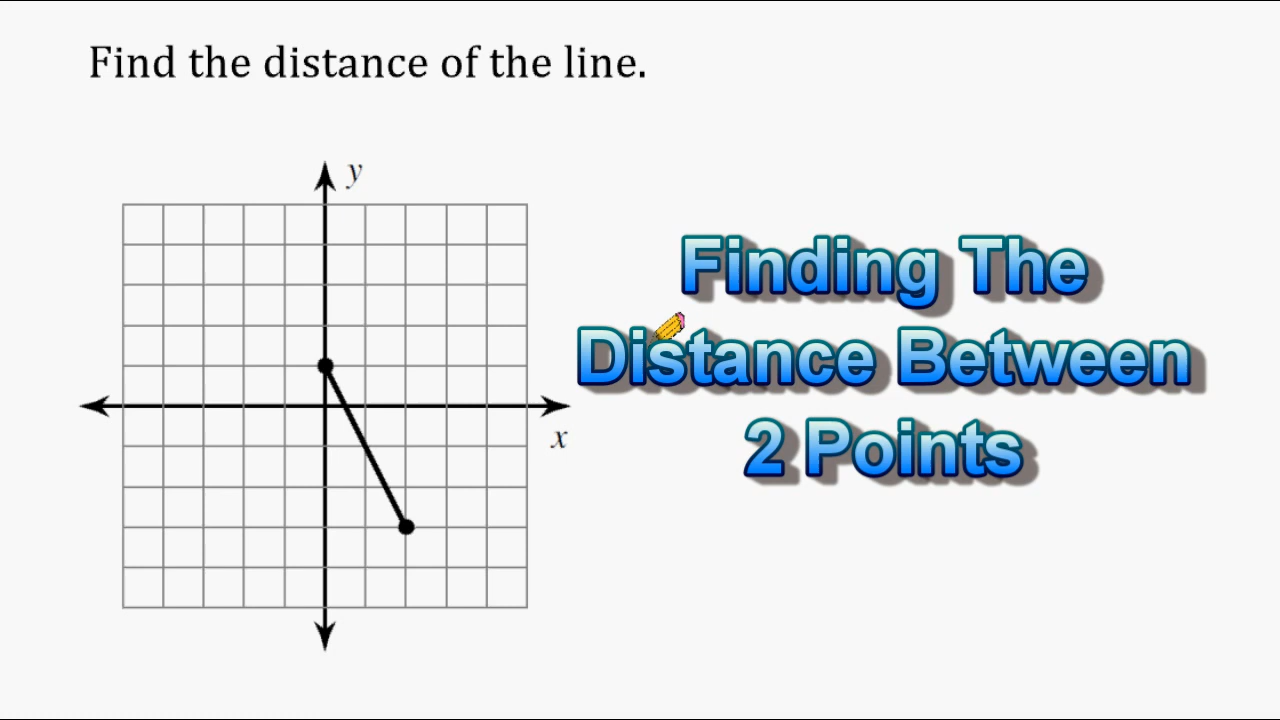 Find the distance of the line.
y
Finding The
Distance Between
x
2 Points